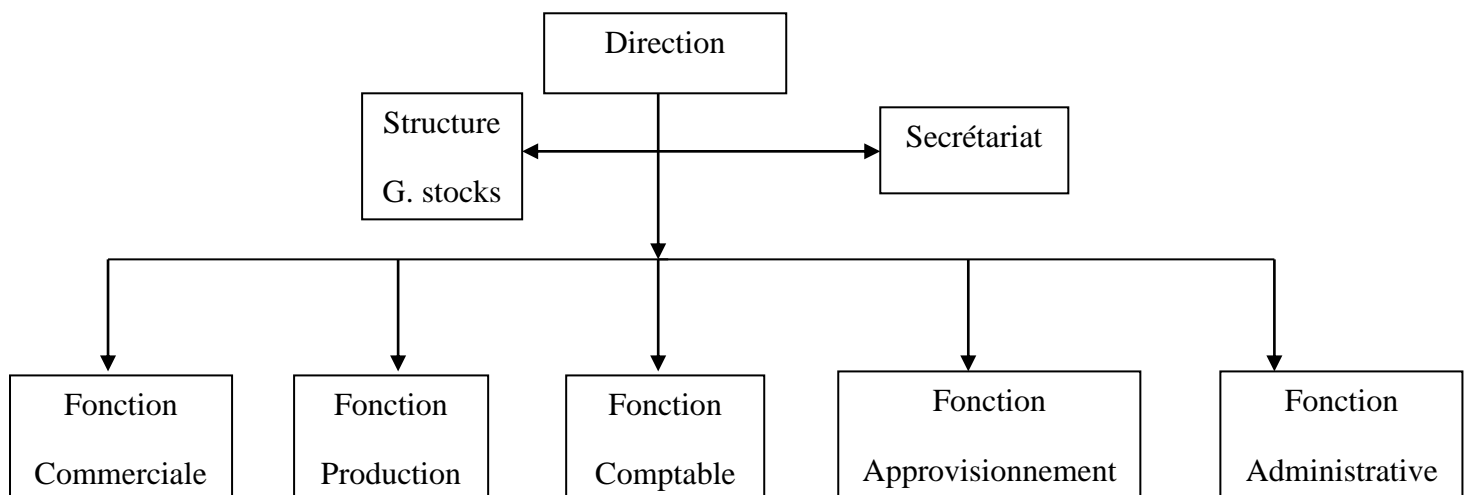 Direction
Structure
G. stocks
Secrétariat
Fonction
Commerciale
Fonction
Production
Fonction
Comptable
Fonction
Approvisionnement
Fonction
Administrative